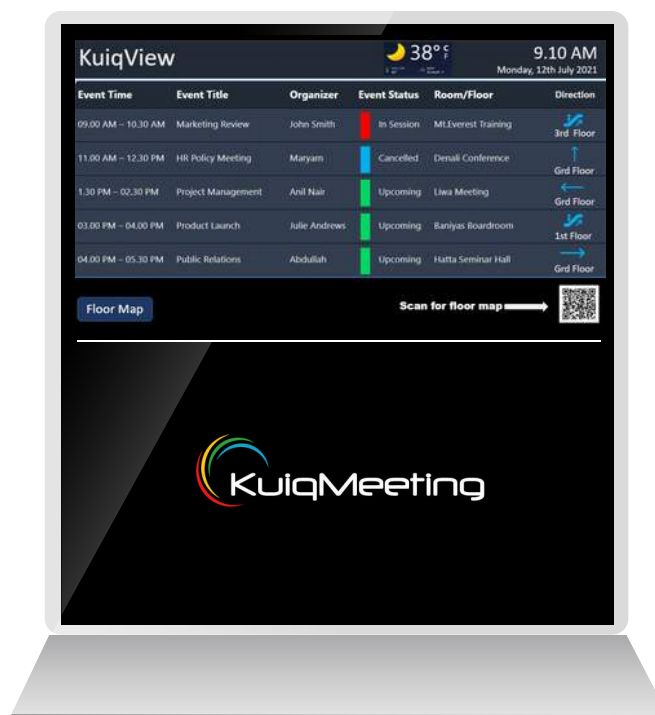 KuiqView
38° C F
9.10 AM
Monday, 12th July 2021
Event Time Event Title Organizer Event Status Room/Floor Direction
09.00 AM – 10.30 AM Marketing Review John Smith In Session Mt.Everest Training 3rd Floor
11.00 AM – 12.30 PM HR Policy Meeting Maryam Cancelled Denali Conference Grd Floor
1.30 PM – 02.30 PM Project Management Anil Nair Upcoming Liwa Meeting Grd Floor
03.00 PM – 04.00 PM Product Launch Julie Andrews Upcoming Baniyas Boardroom 1st Floor
04.00 PM – 05.30 PM Public Relations Abdullah Upcoming Hatta Seminar Hall Grd Floor
Floor Map Scan for floor map
KuiqMeeting